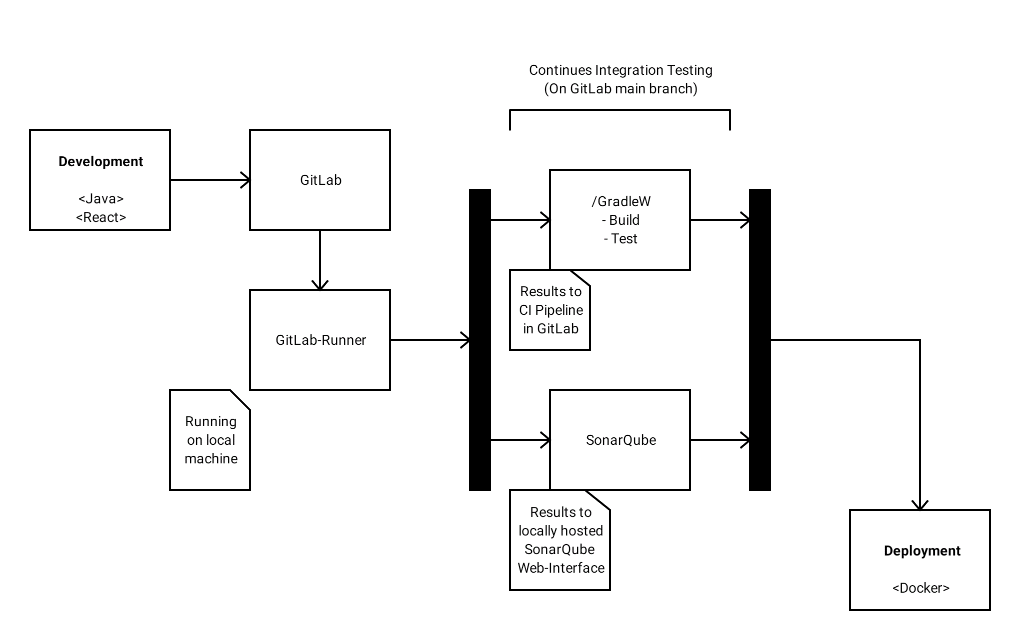 Continues Integration Testing
(On GitLab main branch)
Development
<Java>
<React>
GitLab
/GradleW
- Build
- Test
Results to
CI Pipeline
in GitLab
GitLab-Runner
Running
on local
machine
SonarQube
Results to
locally hosted
SonarQube
Web-Interface
Deployment
<Docker>